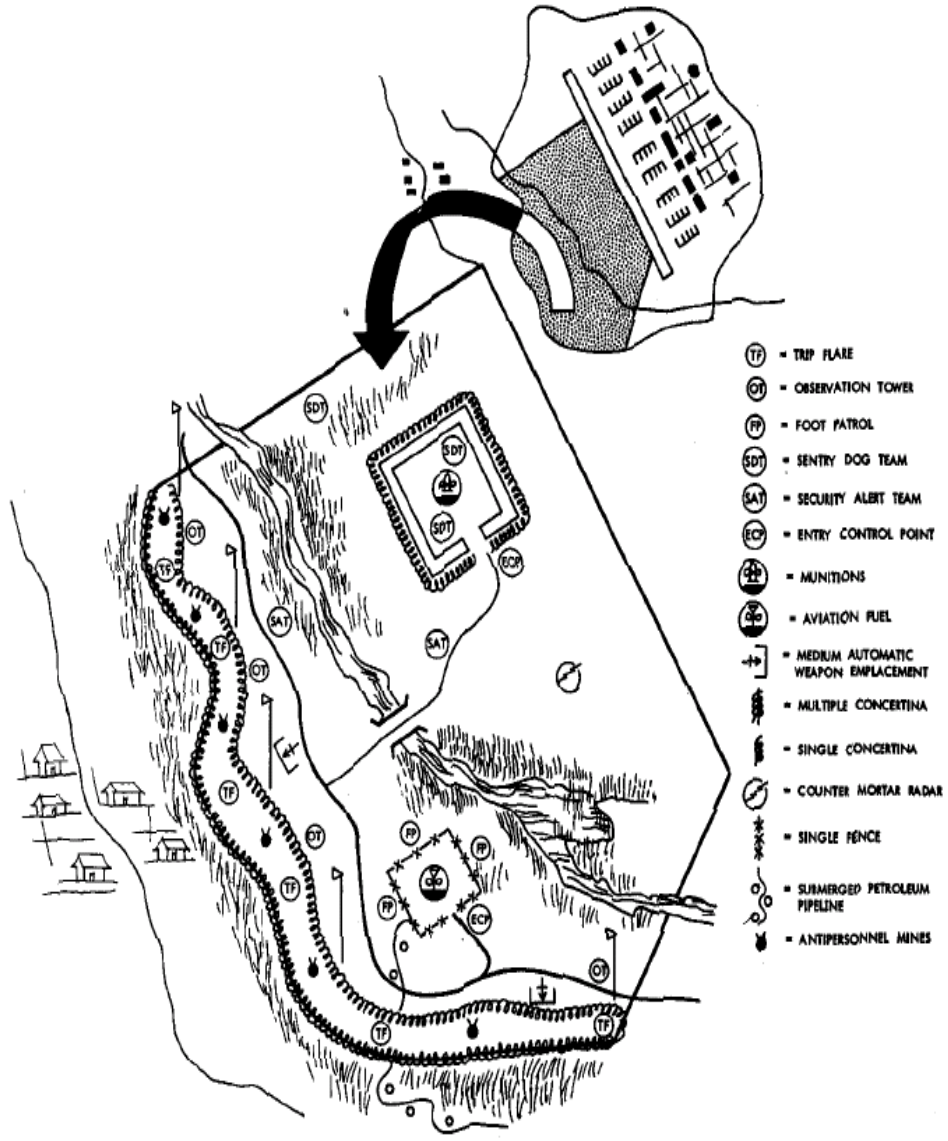 SDT
SDT
SDT
OT
ECP
TF
SAT
SAT
TF
OT
TF
FP
OT
FP
TF
FP
ECP
OT
TF
TF
TF = TRIP FLARE
OT = OBSERVATION TOWER
FP = FOOT PATROL
SDT = SENTRY DOG TEAM
SAT = SECURITY ALERT TEAM
ECP = ENTRY CONTROL POINT
= MUNITIONS
= AVIATION FUEL
= MEDIUM AUTOMATIC
WEAPON EMPLACEMENT
= MULTIPLE CONCERTINA
= SINGLE CONCERTINA
= COUNTER MORTAR RADAR
= SINGLE FENCE
= SUBMERGED PETROLEUM
PIPELINE
= ANTIPERSONNEL MINES